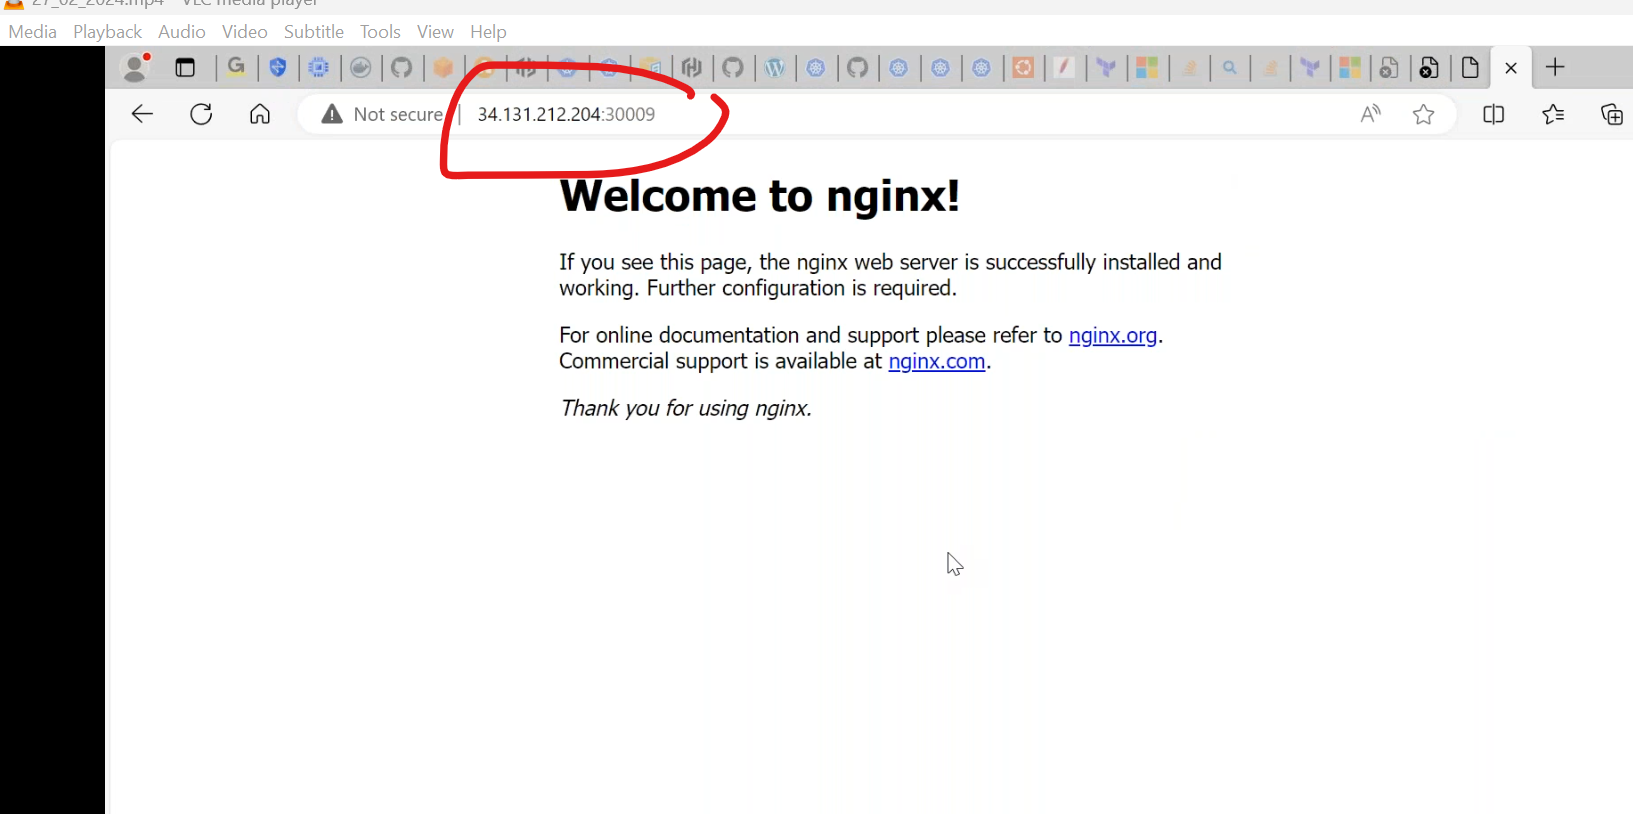 27_02_2024.mp4 - VLC media player
Media Playback Audio Video Subtitle Tools View Help
Not secure 34.131.212.204:30009
Welcome to nginx!
If you see this page, the nginx web server is successfully installed and
working. Further configuration is required.
For online documentation and support please refer to nginx.org.
Commercial support is available at nginx.com.
Thank you for using nginx.